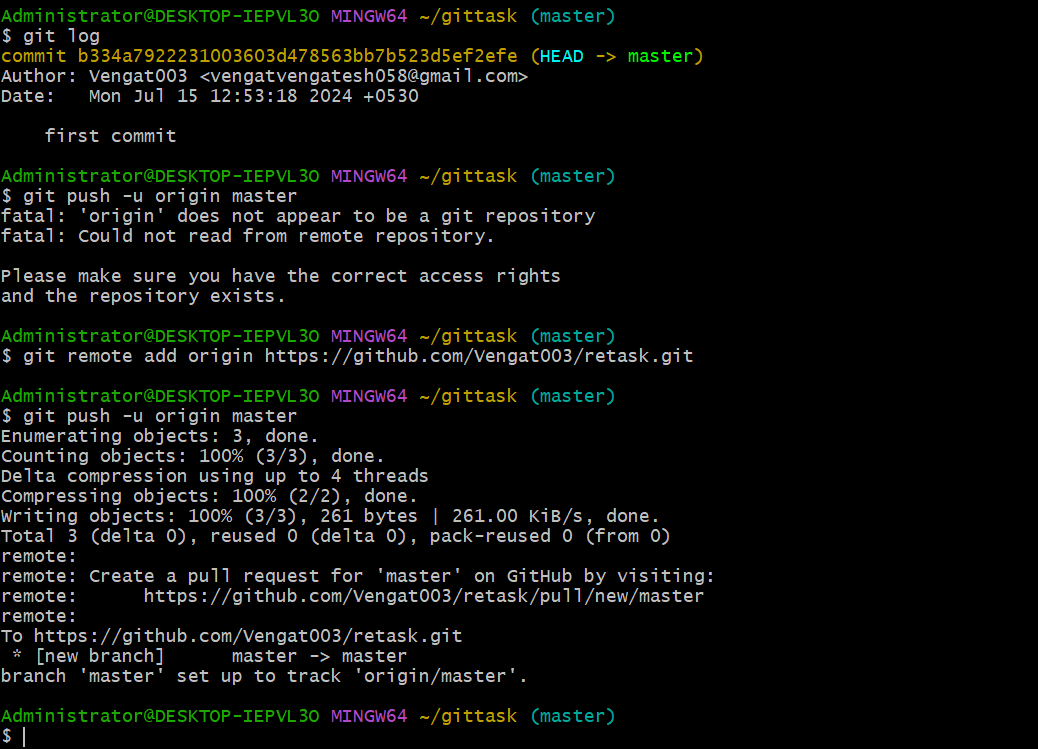 Administrator@DESKTOP-IEPVL3O MINGW64 ~/gittask (master)
$ git log
commit b334a7922231003603d478563bb7b523d5ef2efe (HEAD -> master)
Author: Vengat003 <vengatvengatesh058@gmail.com>
Date:   Mon Jul 15 12:53:18 2024 +0530
    first commit
Administrator@DESKTOP-IEPVL3O MINGW64 ~/gittask (master)
$ git push -u origin master
fatal: 'origin' does not appear to be a git repository
fatal: Could not read from remote repository.
Please make sure you have the correct access rights
and the repository exists.
Administrator@DESKTOP-IEPVL3O MINGW64 ~/gittask (master)
$ git remote add origin https://github.com/Vengat003/retask.git
Administrator@DESKTOP-IEPVL3O MINGW64 ~/gittask (master)
$ git push -u origin master
Enumerating objects: 3, done.
Counting objects: 100% (3/3), done.
Delta compression using up to 4 threads
Compressing objects: 100% (2/2), done.
Writing objects: 100% (3/3), 261 bytes | 261.00 KiB/s, done.
Total 3 (delta 0), reused 0 (delta 0), pack-reused 0 (from 0)
remote:
remote: Create a pull request for 'master' on GitHub by visiting:
remote:      https://github.com/Vengat003/retask/pull/new/master
remote:
To https://github.com/Vengat003/retask.git
 * [new branch]      master -> master
branch 'master' set up to track 'origin/master'.
Administrator@DESKTOP-IEPVL3O MINGW64 ~/gittask (master)
$